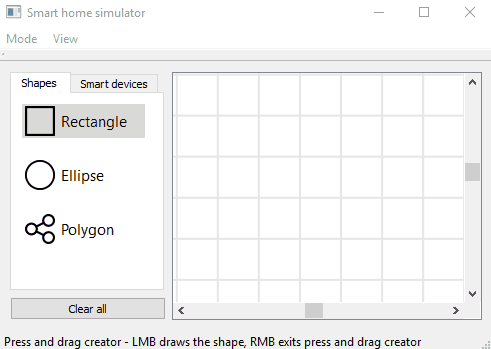 Smart home simulator
Mode View
Shapes Smart devices
Rectangle
Ellipse
Polygon
Clear all
Press and drag creator - LMB draws the shape, RMB exits press and drag creator